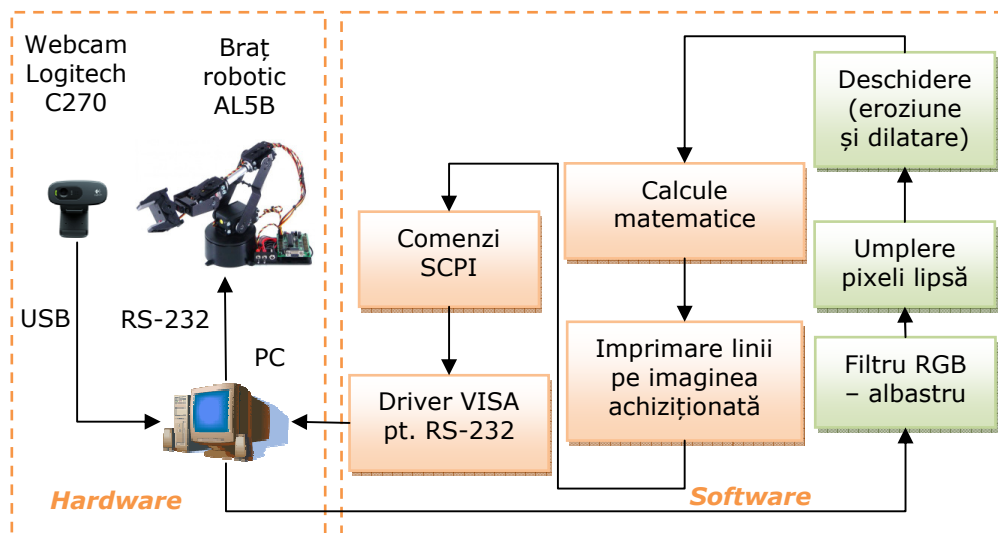 Webcam
Logitech
C270
Braț
robotic
AL5B
USB
RS-232
PC
Hardware
Comenzi
SCPI
Driver VISA
pt. RS-232
Calcule
matematice
Imprimare linii
pe imaginea
achiziționată
Deschidere
(eroziune
și dilatare)
Umplere
pixeli lipsă
Filtru RGB
– albastru
Software